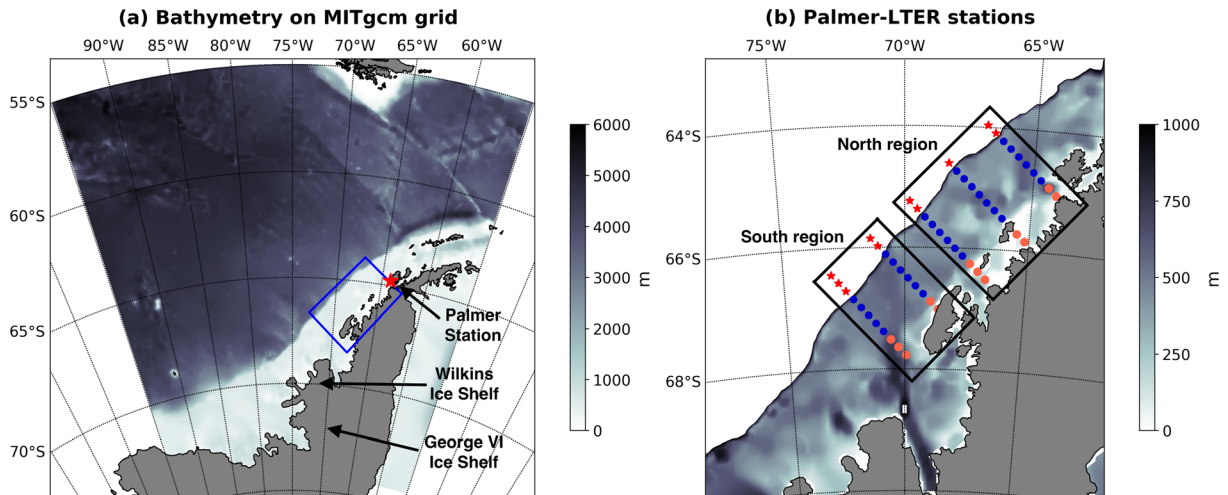 (a) Bathymetry on MITgcm grid
90°W 85°W 80°W 75°W 70°W 65°W 60°W
55°S
60°S
65°S
70°S
Palmer
Station
Wilkins
Ice Shelf
George VI
Ice Shelf
6000
5000
4000
3000
2000
1000
0
m
(b) Palmer-LTER stations
75°W 70°W 65°W
64°S
66°S
68°S
North region
South region
1000
750
500
250
0
m